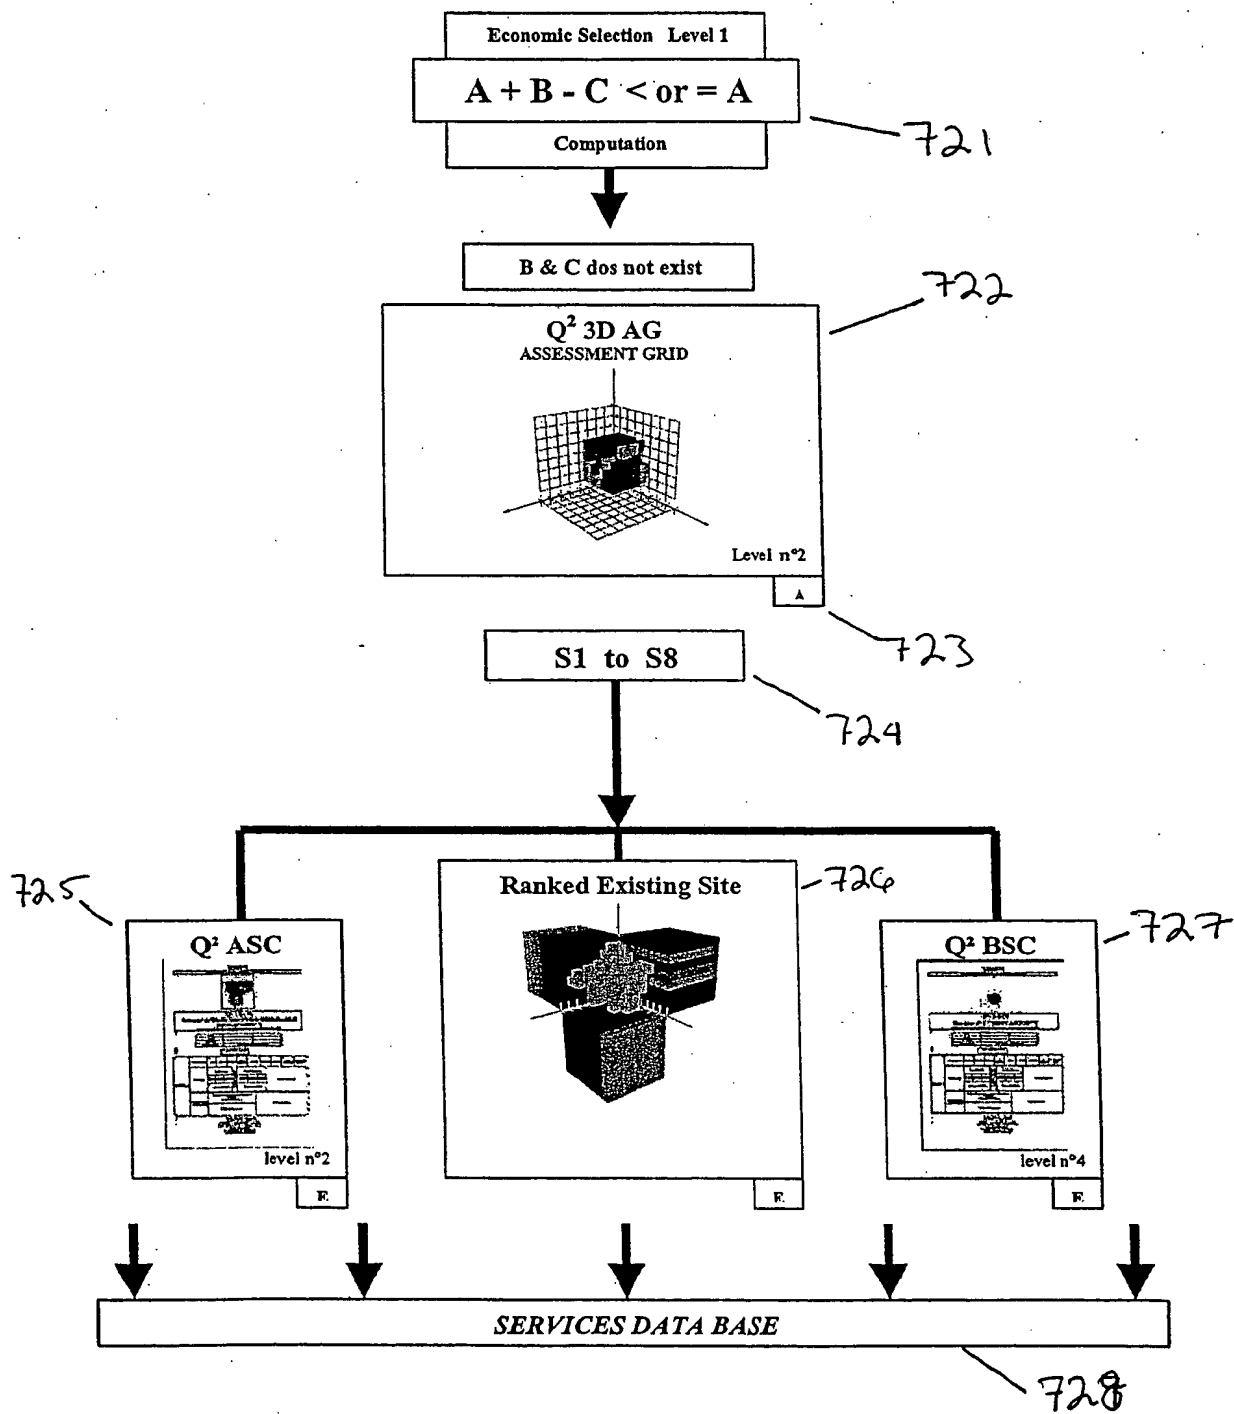 Economic Selection Level 1
A + B - C < or = A
Computation
721
B & C dos not exist
722
Q² 3D AG
ASSESSMENT GRID
Level n°2
A
723
S1 to S8
724
725
Ranked Existing Site
726
727
Q² ASC
Q² BSC
level n°2
level n°4
E
E
E
SERVICES DATA BASE
728